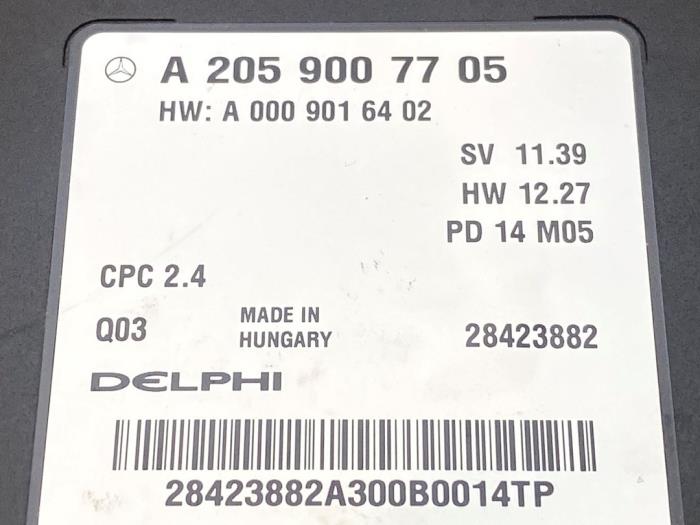 A 205 900 77 05
HW: A 000 901 64 02
SV 11.39
HW 12.27
PD 14 M05
CPC 2.4
Q03
MADE IN
HUNGARY
28423882
DELPHI
28423882A300B0014TP